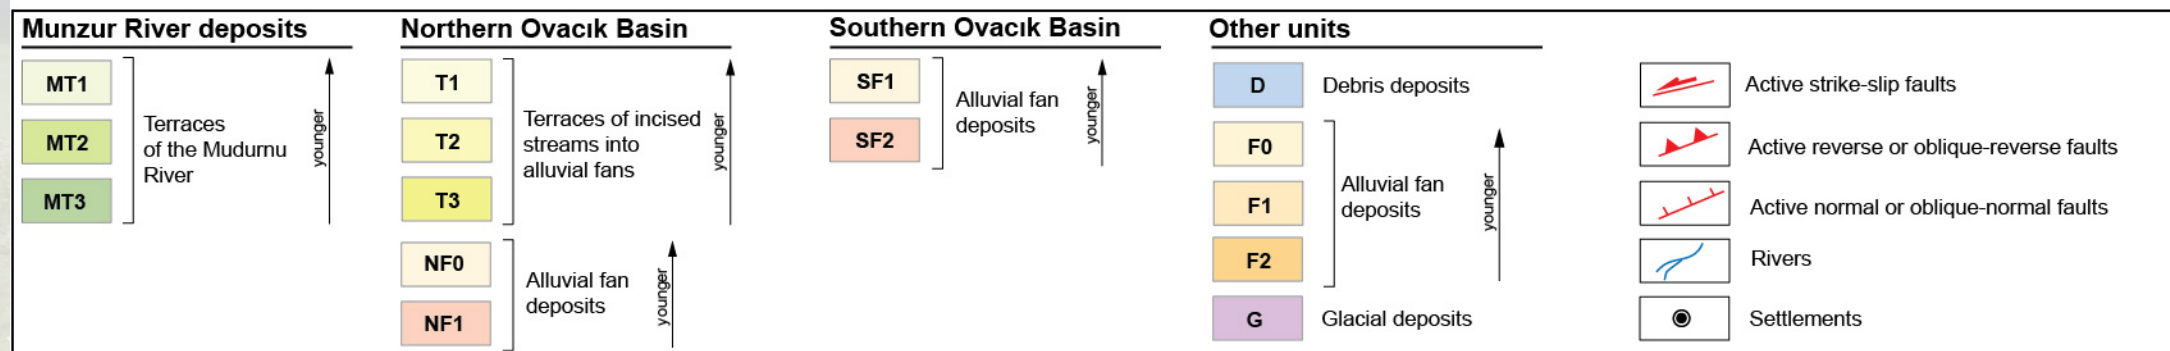 Munzur River deposits
MT1
MT2
MT3
Terraces
of the Mudurnu
River
younger
Northern Ovacık Basin
T1
T2
T3
Terraces of incised
streams into
alluvial fans
younger
NF0
NF1
Alluvial fan
deposits
younger
Southern Ovacık Basin
SF1
SF2
Alluvial fan
deposits
younger
Other units
D
Debris deposits
F0
F1
F2
Alluvial fan
deposits
younger
G
Glacial deposits
Active strike-slip faults
Active reverse or oblique-reverse faults
Active normal or oblique-normal faults
Rivers
Settlements